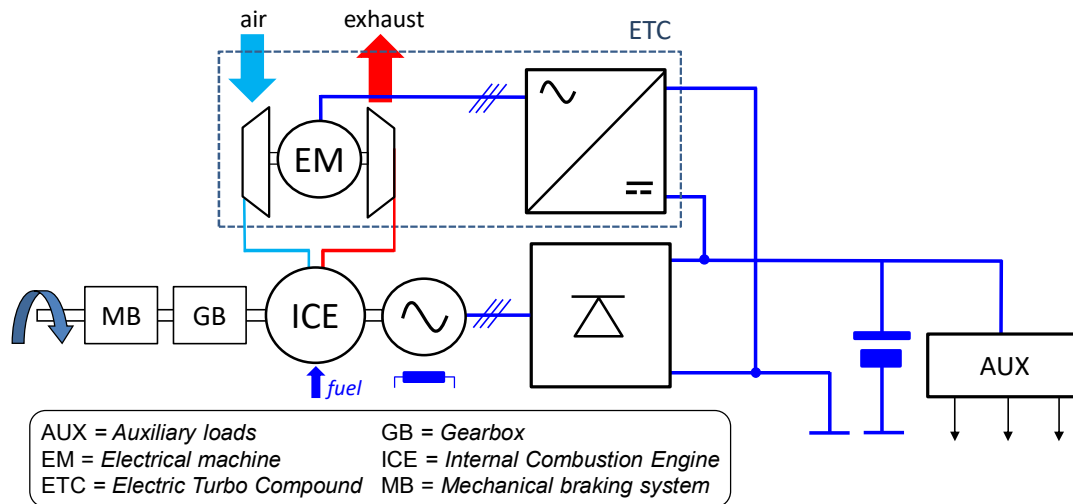 air
exhaust
ETC
EM
MB
GB
ICE
fuel
AUX
AUX = Auxiliary loads
GB = Gearbox
EM = Electrical machine
ICE = Internal Combustion Engine
ETC = Electric Turbo Compound
MB = Mechanical braking system